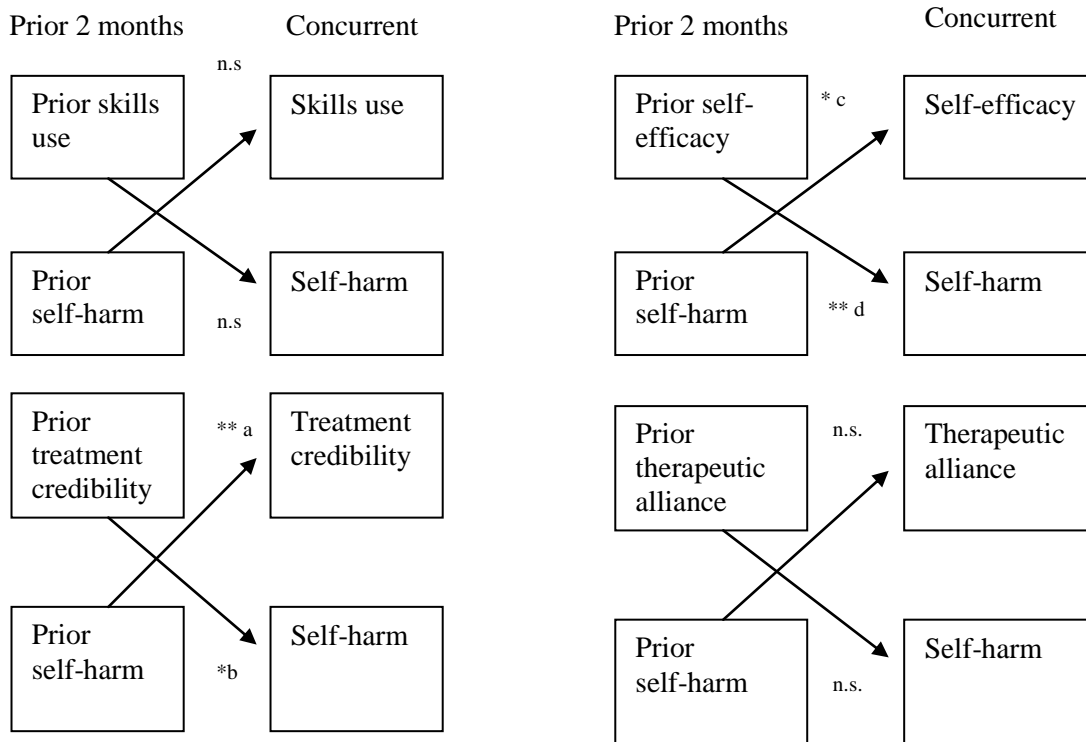 Prior 2 months
Concurrent
n.s
Prior skills
use
Skills use
Prior
self-harm
Self-harm
n.s
Prior
treatment
credibility
** a
Treatment
credibility
Prior
self-harm
*b
Self-harm
Prior 2 months
Concurrent
Prior self-
efficacy
* c
Self-efficacy
Prior
self-harm
** d
Self-harm
Prior
therapeutic
alliance
n.s.
Therapeutic
alliance
Prior
self-harm
n.s.
Self-harm